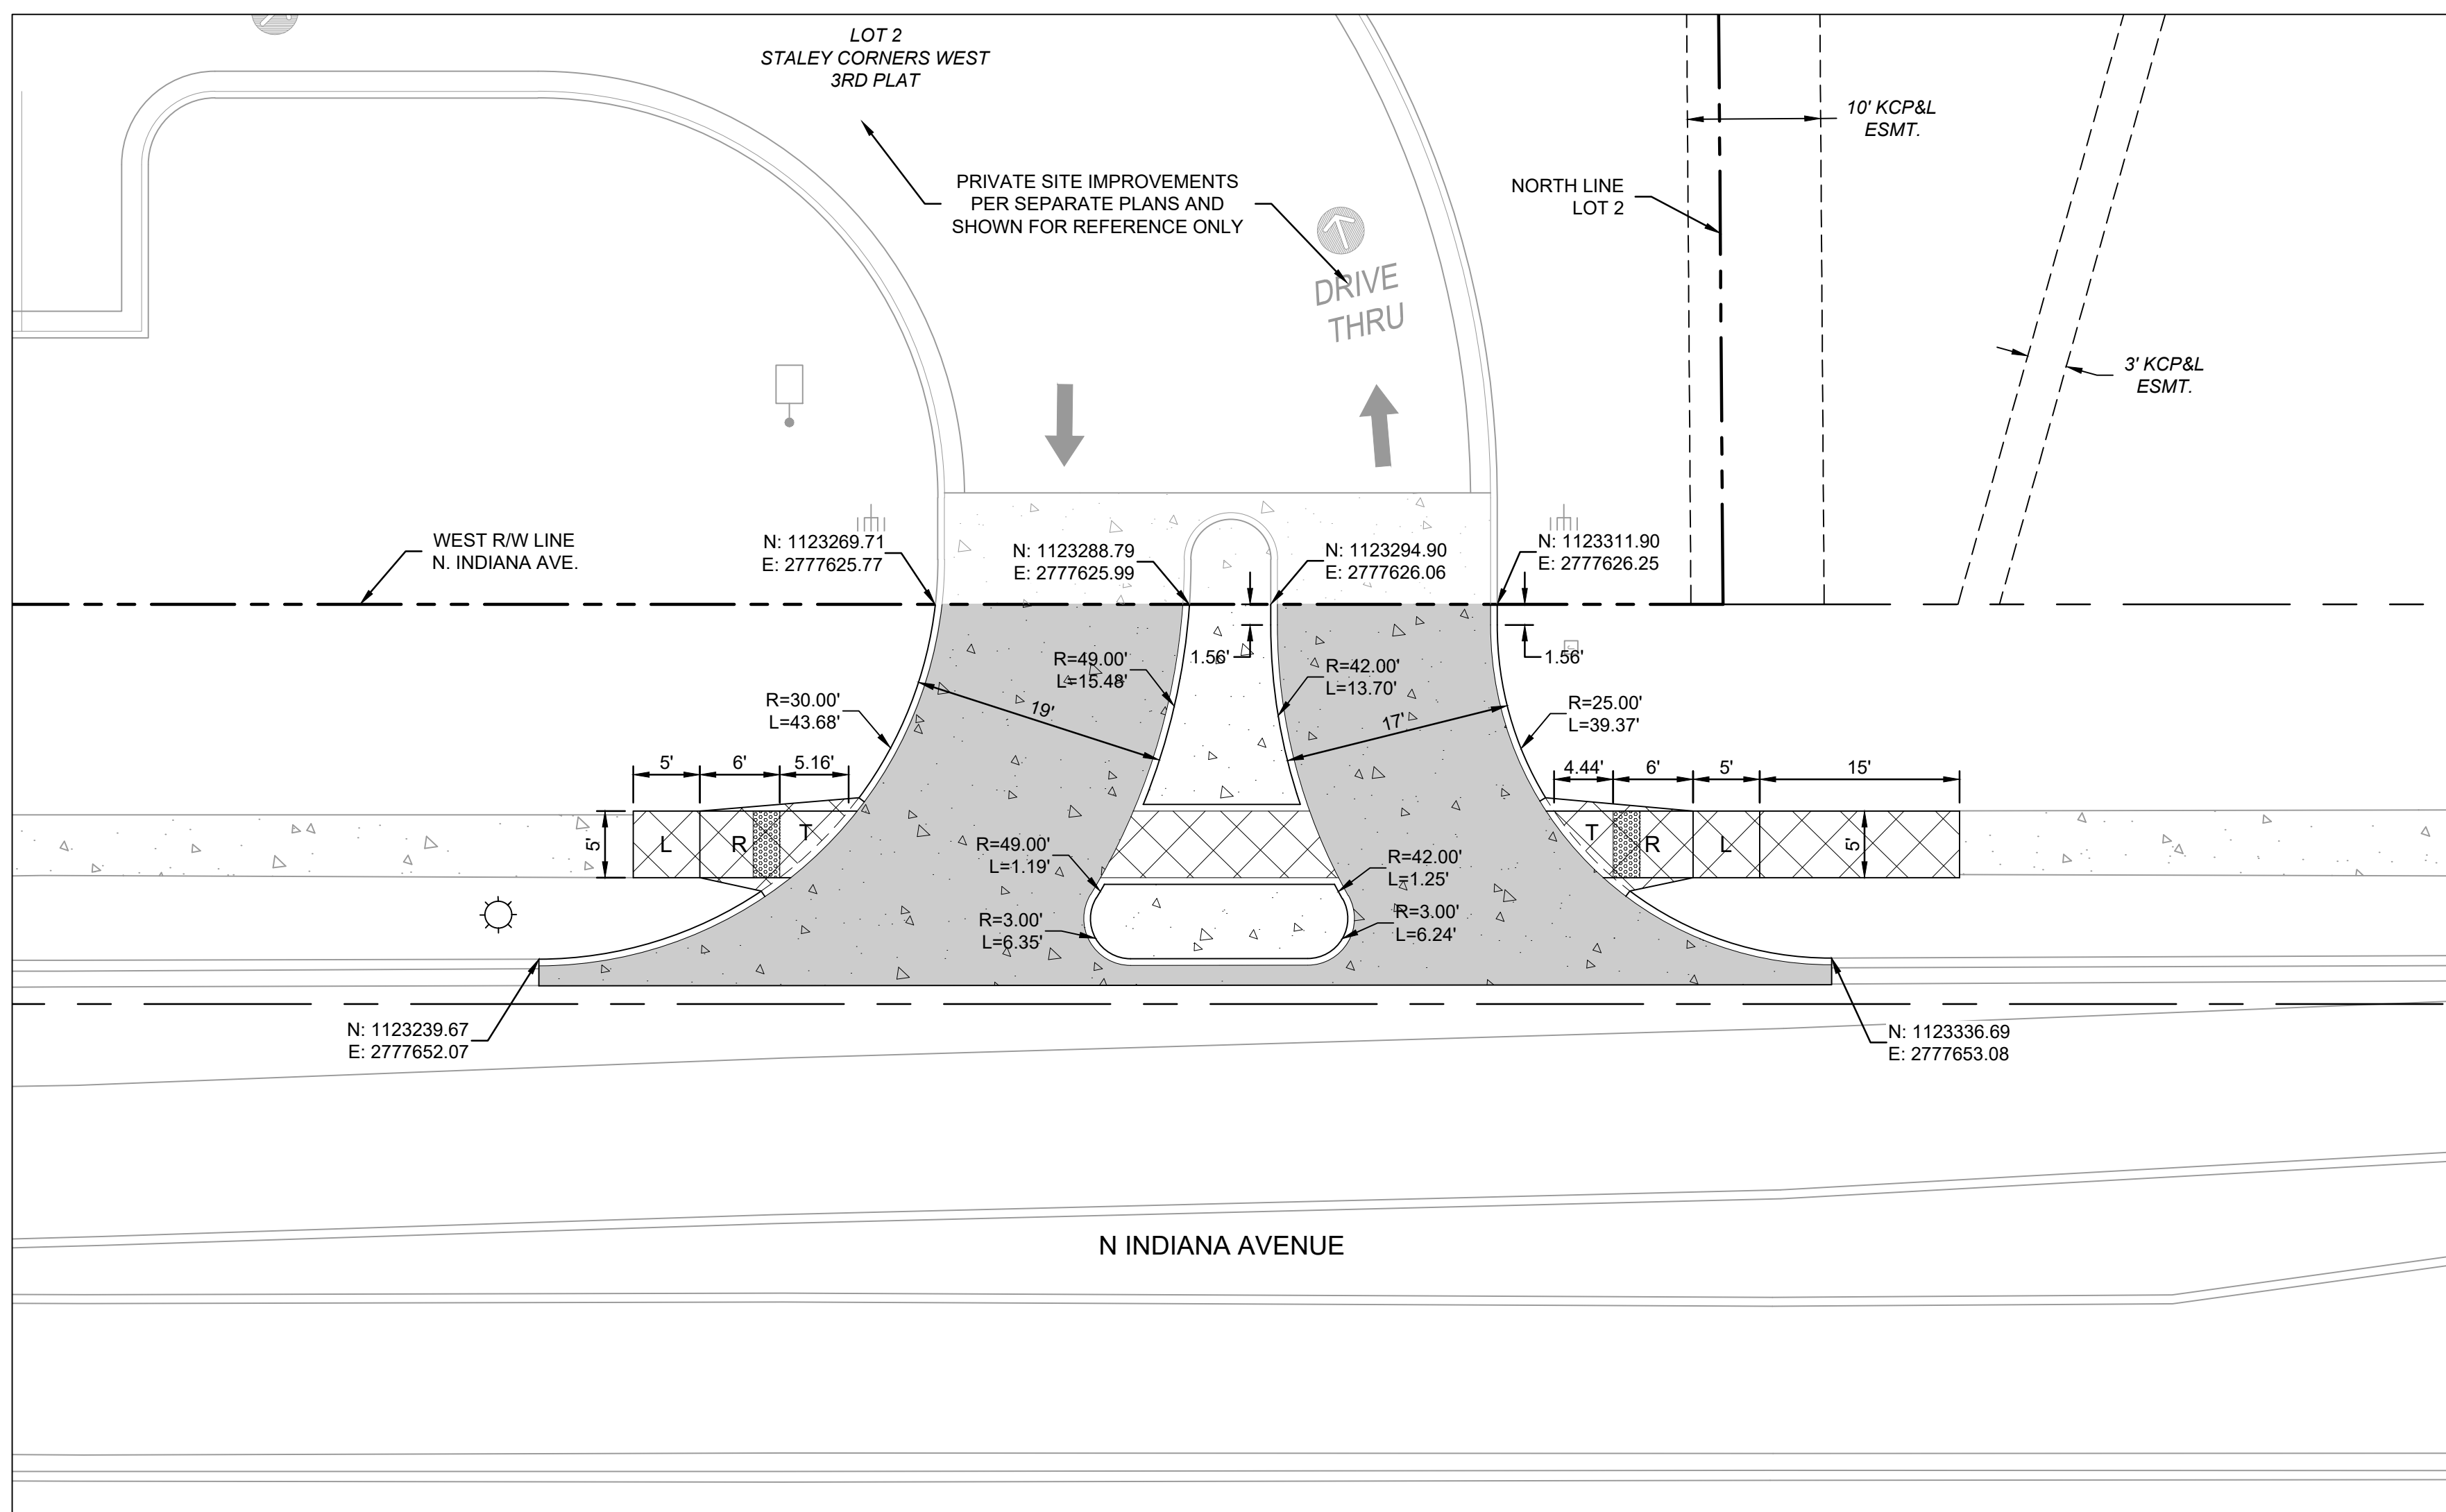 LOT 2
STALEY CORNERS WEST
3RD PLAT
10' KCP&L
ESMT.
PRIVATE SITE IMPROVEMENTS
PER SEPARATE PLANS AND
SHOWN FOR REFERENCE ONLY
NORTH LINE
LOT 2
DRIVE
THRU
3' KCP&L
ESMT.
WEST R/W LINE
N. INDIANA AVE.
N: 1123269.71
E: 2777625.77
N: 1123288.79
E: 2777625.99
N: 1123294.90
E: 2777626.06
N: 1123311.90
E: 2777626.25
R=49.00'
L=15.48'
1.56'
R=42.00'
L=13.70'
1.56'
R=30.00'
L=43.68'
19'
17'
R=25.00'
L=39.37'
5'
6'
5.16'
4.44'
6'
5'
15'
5'
L
R
T
T
R
L
5'
R=49.00'
L=1.19'
R=42.00'
L=1.25'
R=3.00'
L=6.35'
R=3.00'
L=6.24'
N: 1123239.67
E: 2777652.07
N: 1123336.69
E: 2777653.08
N INDIANA AVENUE